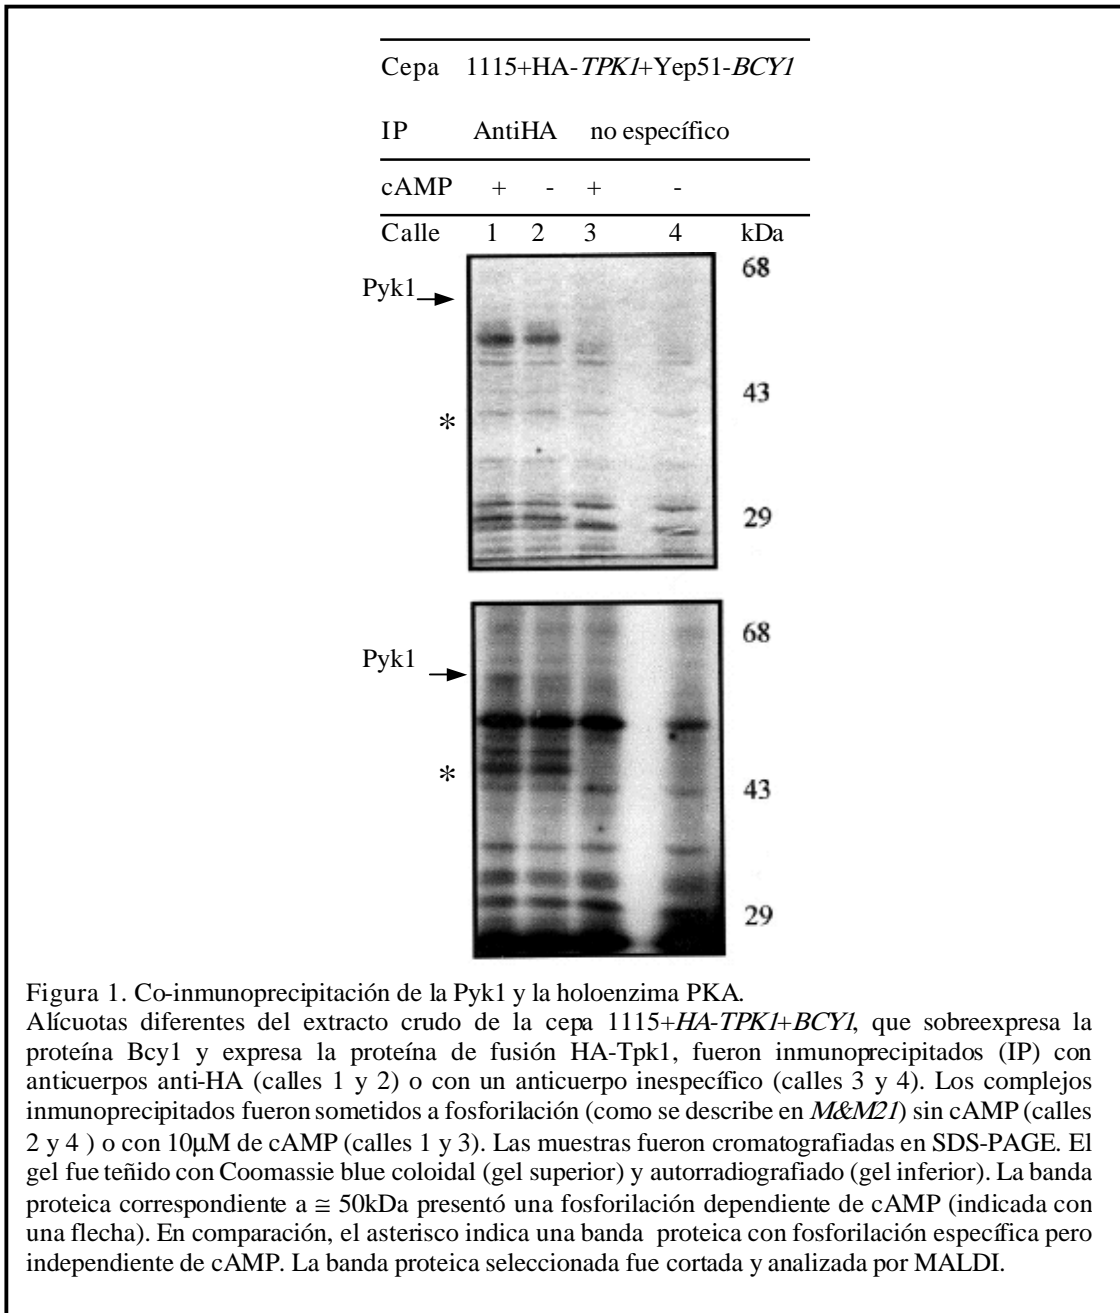 Cepa 1115+HA-TPK1+Yep51-BCY1
IP AntiHA no específico
cAMP + - + -
Calle 1 2 3 4 kDa
68
Pyk1
43
*
29
68
Pyk1
*
43
29
Figura 1. Co-inmunoprecipitación de la Pyk1 y la holoenzima PKA.
Alícuotas diferentes del extracto crudo de la cepa 1115+HA-TPK1+BCY1, que sobreexpresa la
proteína Bcy1 y expresa la proteína de fusión HA-Tpk1, fueron inmunoprecipitados (IP) con
anticuerpos anti-HA (calles 1 y 2) o con un anticuerpo inespecífico (calles 3 y 4). Los complejos
inmunoprecipitados fueron sometidos a fosforilación (como se describe en M&M21) sin cAMP (calles
2 y 4 ) o con 10μM de cAMP (calles 1 y 3). Las muestras fueron cromatografiadas en SDS-PAGE. El
gel fue teñido con Coomassie blue coloidal (gel superior) y autorradiografiado (gel inferior). La banda
proteica correspondiente a ≅ 50kDa presentó una fosforilación dependiente de cAMP (indicada con
una flecha). En comparación, el asterisco indica una banda proteica con fosforilación específica pero
independiente de cAMP. La banda proteica seleccionada fue cortada y analizada por MALDI.